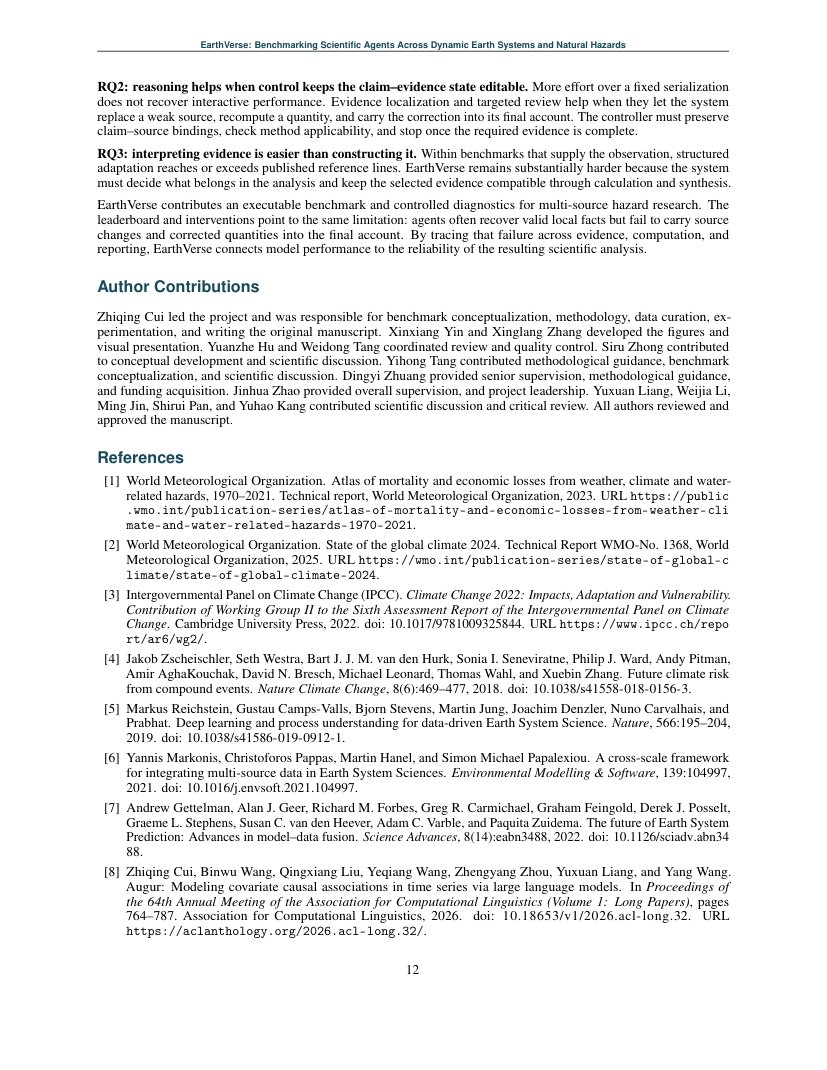 EarthVerse: Benchmarking Scientific Agents Across Dynamic Earth Systems and Natural Hazards
RQ2: reasoning helps when control keeps the claim–evidence state editable. More effort over a fixed serialization
does not recover interactive performance. Evidence localization and targeted review help when they let the system
replace a weak source, recompute a quantity, and carry the correction into its final account. The controller must preserve
claim–source bindings, check method applicability, and stop once the required evidence is complete.
RQ3: interpreting evidence is easier than constructing it. Within benchmarks that supply the observation, structured
adaptation reaches or exceeds published reference lines. EarthVerse remains substantially harder because the system
must decide what belongs in the analysis and keep the selected evidence compatible through calculation and synthesis.
EarthVerse contributes an executable benchmark and controlled diagnostics for multi-source hazard research. The
leaderboard and interventions point to the same limitation: agents often recover valid local facts but fail to carry source
changes and corrected quantities into the final account. By tracing that failure across evidence, computation, and
reporting, EarthVerse connects model performance to the reliability of the resulting scientific analysis.
Author Contributions
Zhiqing Cui led the project and was responsible for benchmark conceptualization, methodology, data curation, ex-
perimentation, and writing the original manuscript. Xinxiang Yin and Xinglang Zhang developed the figures and
visual presentation. Yuanzhe Hu and Weidong Tang coordinated review and quality control. Siru Zhong contributed
to conceptual development and scientific discussion. Yihong Tang contributed methodological guidance, benchmark
conceptualization, and scientific discussion. Dingyi Zhuang provided senior supervision, methodological guidance,
and funding acquisition. Jinhua Zhao provided overall supervision, and project leadership. Yuxuan Liang, Weijia Li,
Ming Jin, Shirui Pan, and Yuhao Kang contributed scientific discussion and critical review. All authors reviewed and
approved the manuscript.
References
[1] World Meteorological Organization. Atlas of mortality and economic losses from weather, climate and water-
related hazards, 1970–2021. Technical report, World Meteorological Organization, 2023. URL https://public
.wmo.int/publication-series/atlas-of-mortality-and-economic-losses-from-weather-cli
mate-and-water-related-hazards-1970-2021.
[2] World Meteorological Organization. State of the global climate 2024. Technical Report WMO-No. 1368, World
Meteorological Organization, 2025. URL https://wmo.int/publication-series/state-of-global-c
limate/state-of-global-climate-2024.
[3] Intergovernmental Panel on Climate Change (IPCC). Climate Change 2022: Impacts, Adaptation and Vulnerability.
Contribution of Working Group II to the Sixth Assessment Report of the Intergovernmental Panel on Climate
Change. Cambridge University Press, 2022. doi: 10.1017/9781009325844. URL https://www.ipcc.ch/repo
rt/ar6/wg2/.
[4] Jakob Zscheischler, Seth Westra, Bart J. J. M. van den Hurk, Sonia I. Seneviratne, Philip J. Ward, Andy Pitman,
Amir AghaKouchak, David N. Bresch, Michael Leonard, Thomas Wahl, and Xuebin Zhang. Future climate risk
from compound events. Nature Climate Change, 8(6):469–477, 2018. doi: 10.1038/s41558-018-0156-3.
[5] Markus Reichstein, Gustau Camps-Valls, Bjorn Stevens, Martin Jung, Joachim Denzler, Nuno Carvalhais, and
Prabhat. Deep learning and process understanding for data-driven Earth System Science. Nature, 566:195–204,
2019. doi: 10.1038/s41586-019-0912-1.
[6] Yannis Markonis, Christoforos Pappas, Martin Hanel, and Simon Michael Papalexiou. A cross-scale framework
for integrating multi-source data in Earth System Sciences. Environmental Modelling & Software, 139:104997,
2021. doi: 10.1016/j.envsoft.2021.104997.
[7] Andrew Gettelman, Alan J. Geer, Richard M. Forbes, Greg R. Carmichael, Graham Feingold, Derek J. Posselt,
Graeme L. Stephens, Susan C. van den Heever, Adam C. Varble, and Paquita Zuidema. The future of Earth System
Prediction: Advances in model–data fusion. Science Advances, 8(14):eabn3488, 2022. doi: 10.1126/sciadv.abn34
88.
[8] Zhiqing Cui, Binwu Wang, Qingxiang Liu, Yeqiang Wang, Zhengyang Zhou, Yuxuan Liang, and Yang Wang.
Augur: Modeling covariate causal associations in time series via large language models. In Proceedings of
the 64th Annual Meeting of the Association for Computational Linguistics (Volume 1: Long Papers), pages
764–787. Association for Computational Linguistics, 2026. doi: 10.18653/v1/2026.acl-long.32. URL
https://aclanthology.org/2026.acl-long.32/.
12